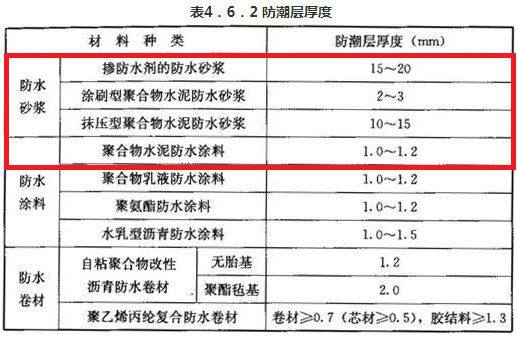 表4．6．2 防潮层厚度
材料种类 防潮层厚度（mm）
防水砂浆 掺防水剂的防水砂浆 15～20
涂刷型聚合物水泥防水砂浆 2～3
抹压型聚合物水泥防水砂浆 10～15
防水涂料 聚合物水泥防水涂料 1.0～1.2
聚合物乳液防水涂料 1.0～1.2
聚氨酯防水涂料 1.0～1.2
水乳型沥青防水涂料 1.0～1.5
防水卷材 自粘聚合物改性沥青防水卷材 无胎基 1.2
聚酯毡基 2.0
聚乙烯丙纶复合防水卷材 卷材≥0.7（芯材≥0.5），胶结料≥1.3